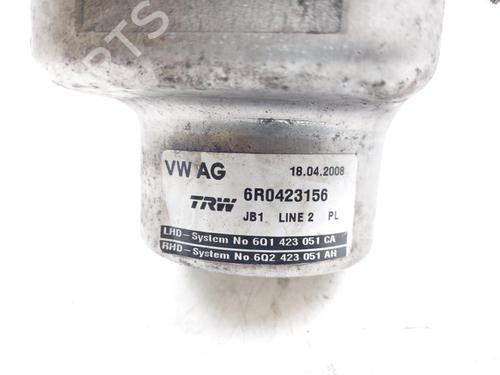 PARTS
VW AG 18.04.2008
TRW 6R0423156
JB1 LINE 2 PL
LHD-System No 6Q1 423 051 CA
RHD-System No 6Q2 423 051 AH